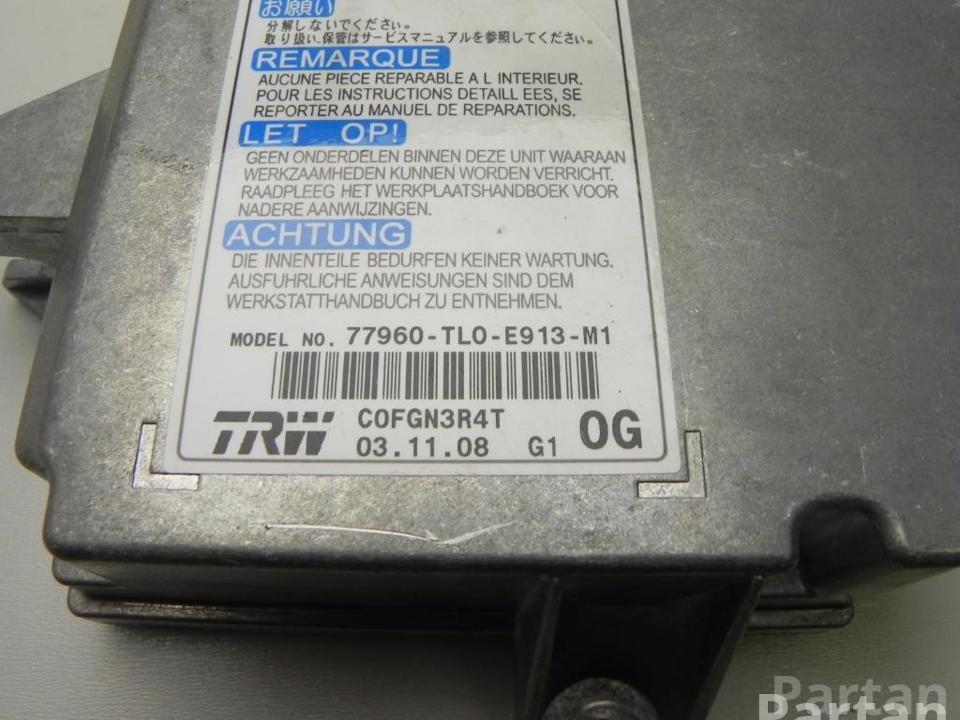 お願い
分解しないでください。
取り扱い、保管はサービスマニュアルを参照してください。
REMARQUE
AUCUNE PIECE REPARABLE A L INTERIEUR.
POUR LES INSTRUCTIONS DETAILL EES, SE
REPORTER AU MANUEL DE REPARATIONS.
LET OP!
GEEN ONDERDELEN BINNEN DEZE UNIT WAARAAN
WERKZAAMHEDEN KUNNEN WORDEN VERRICHT.
RAADPLEEG HET WERKPLAATSHANDBOEK VOOR
NADERE AANWIJZINGEN.
ACHTUNG
DIE INNENTEILE BEDURFEN KEINER WARTUNG.
AUSFUHRLICHE ANWEISUNGEN SIND DEM
WERKSTATTHANDBUCH ZU ENTNEHMEN.
MODEL NO. 77960-TL0-E913-M1
TRW C0FGN3R4T
03.11.08 G1 0G
Partan
Partan